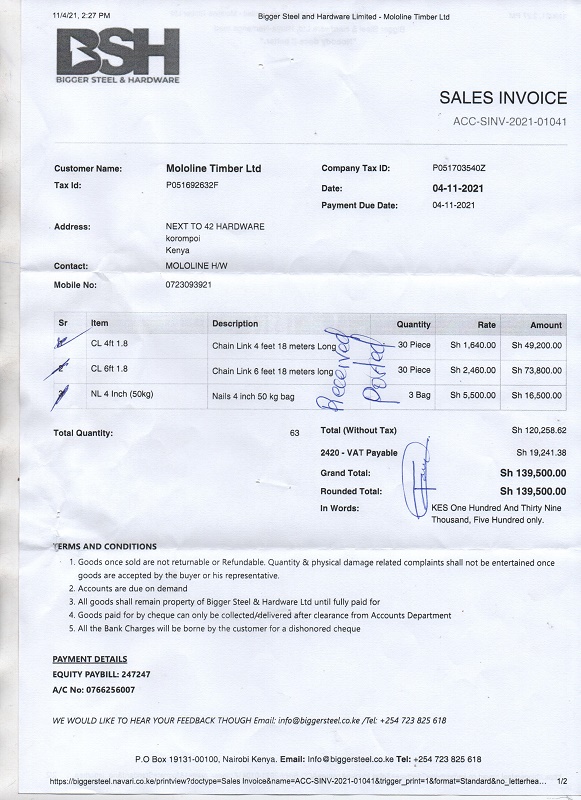 11/4/21, 2:27 PM Bigger Steel and Hardware Limited - Mololine Timber Ltd
BSH
BIGGER STEEL & HARDWARE
SALES INVOICE
ACC-SINV-2021-01041
Customer Name: Mololine Timber Ltd Company Tax ID: P051703540Z
Tax Id: P051692632F Date: 04-11-2021
Payment Due Date: 04-11-2021
Address: NEXT TO 42 HARDWARE
korompoi
Kenya
Contact: MOLOLINE H/W
Mobile No: 0723093921
Sr Item Description Quantity Rate Amount
CL 4ft 1.8 Chain Link 4 feet 18 meters Long 30 Piece Sh 1,640.00 Sh 49,200.00
CL 6ft 1.8 Chain Link 6 feet 18 meters long 30 Piece Sh 2,460.00 Sh 73,800.00
NL 4 Inch (50kg) Nails 4 inch 50 kg bag 3 Bag Sh 5,500.00 Sh 16,500.00
Received
Posted
Total Quantity: 63 Total (Without Tax) Sh 120,258.62
2420 - VAT Payable Sh 19,241.38
Grand Total: Sh 139,500.00
Rounded Total: Sh 139,500.00
In Words: KES One Hundred And Thirty Nine
Thousand, Five Hundred only.
TERMS AND CONDITIONS
1. Goods once sold are not returnable or Refundable. Quantity & physical damage related complaints shall not be entertained once
goods are accepted by the buyer or his representative.
2. Accounts are due on demand
3. All goods shall remain property of Bigger Steel & Hardware Ltd until fully paid for
4. Goods paid for by cheque can only be collected/delivered after clearance from Accounts Department
5. All the Bank Charges will be borne by the customer for a dishonored cheque
PAYMENT DETAILS
EQUITY PAYBILL: 247247
A/C No: 0766256007
WE WOULD LIKE TO HEAR YOUR FEEDBACK THOUGH Email: info@biggersteel.co.ke /Tel: +254 723 825 618
P.O Box 19131-00100, Nairobi Kenya. Email: Info@biggersteel.co.ke Tel: +254 723 825 618
https://biggersteel.navari.co.ke/printview?doctype=Sales Invoice&name=ACC-SINV-2021-01041&trigger_print=1&format=Standard&no_letterhea... 1/2